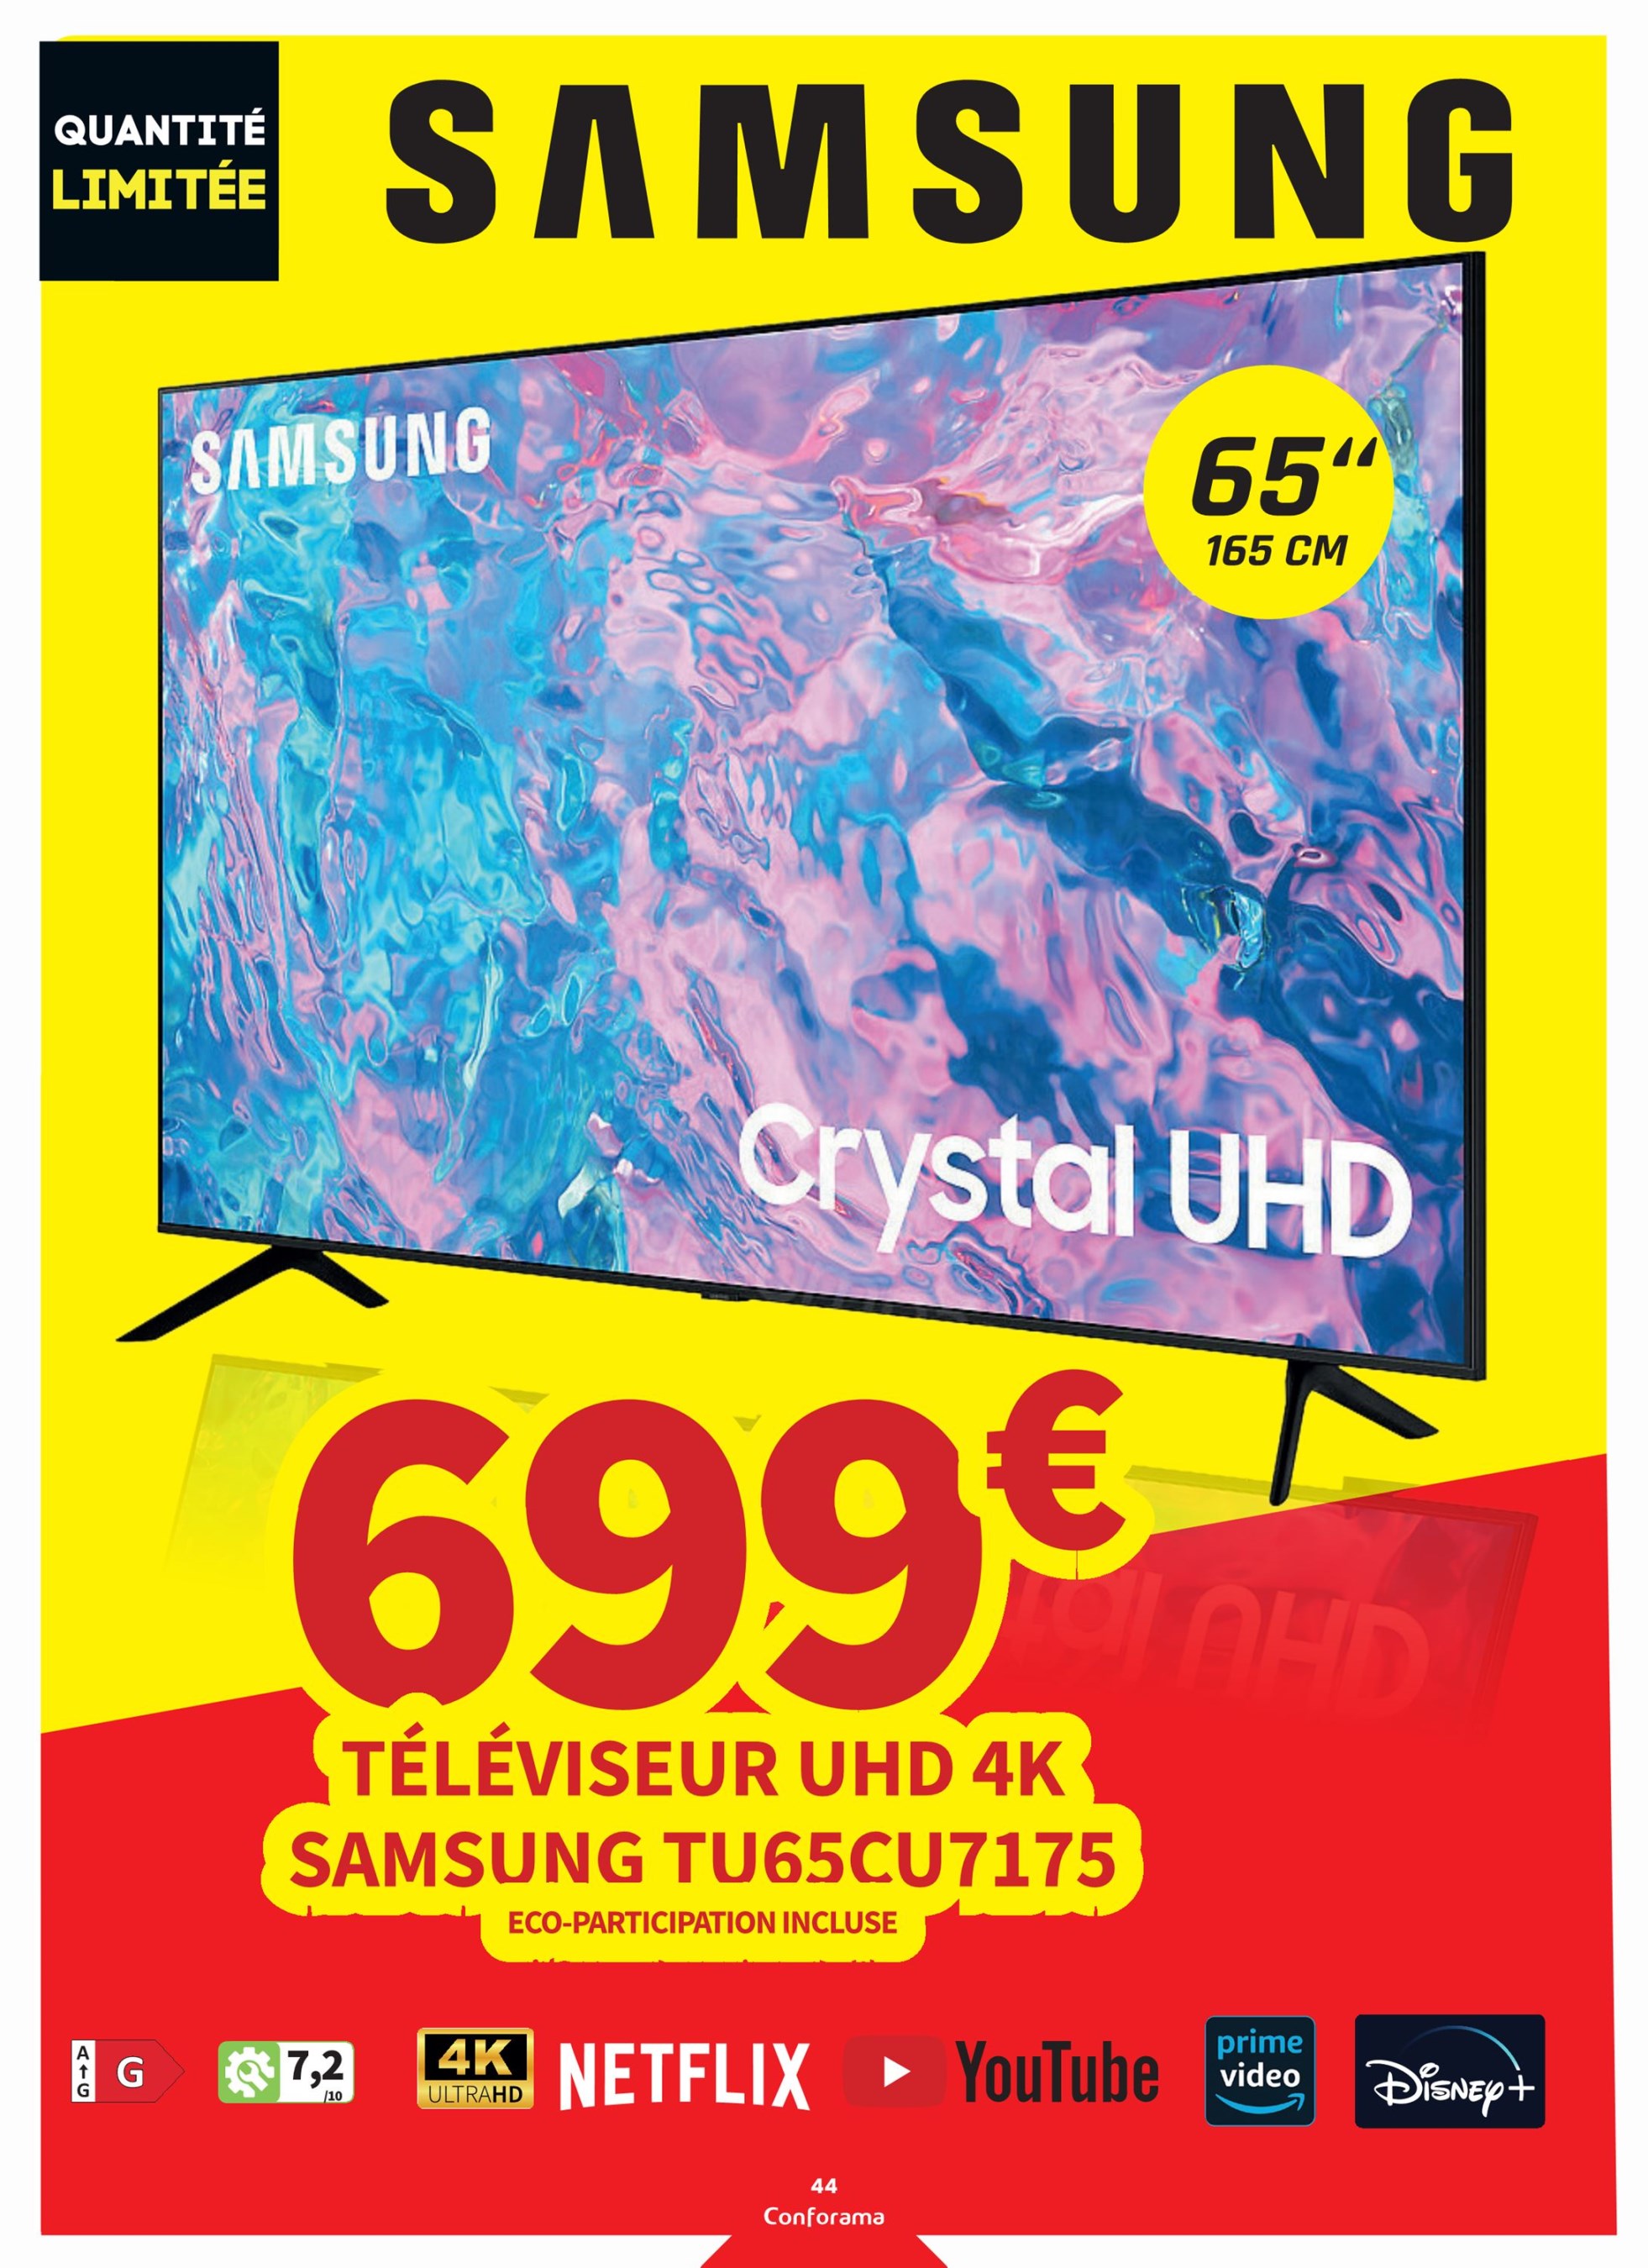 QUANTITÉ
LIMITÉE
SAMSUNG
SAMSUNG
65“
165 CM
Crystal UHD
699€
TÉLÉVISEUR UHD 4K
SAMSUNG TU65CU7175
ECO-PARTICIPATION INCLUSE
A
G
G
7,2
/10
4K
ULTRAHD
NETFLIX
YouTube
prime
video
Disney+
44
Conforama